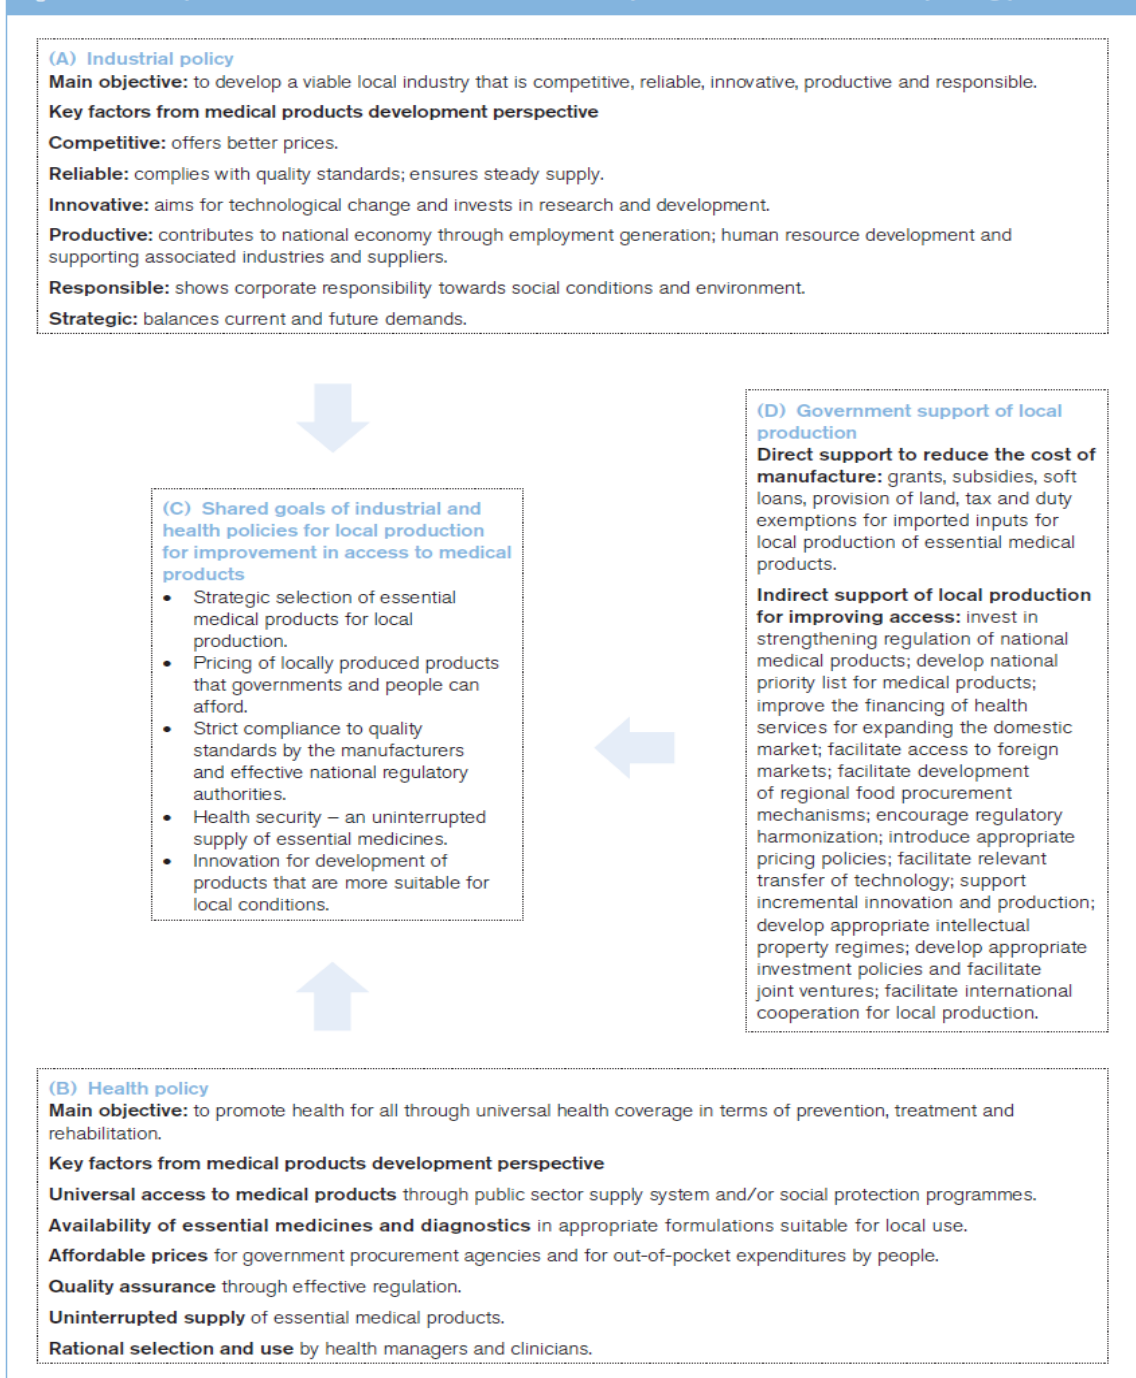 (A) Industrial policy
Main objective: to develop a viable local industry that is competitive, reliable, innovative, productive and responsible.
Key factors from medical products development perspective
Competitive: offers better prices.
Reliable: complies with quality standards; ensures steady supply.
Innovative: aims for technological change and invests in research and development.
Productive: contributes to national economy through employment generation; human resource development and
supporting associated industries and suppliers.
Responsible: shows corporate responsibility towards social conditions and environment.
Strategic: balances current and future demands.
(C) Shared goals of industrial and
health policies for local production
for improvement in access to medical
products
• Strategic selection of essential
medical products for local
production.
• Pricing of locally produced products
that governments and people can
afford.
• Strict compliance to quality
standards by the manufacturers
and effective national regulatory
authorities.
• Health security – an uninterrupted
supply of essential medicines.
• Innovation for development of
products that are more suitable for
local conditions.
(D) Government support of local
production
Direct support to reduce the cost of
manufacture: grants, subsidies, soft
loans, provision of land, tax and duty
exemptions for imported inputs for
local production of essential medical
products.
Indirect support of local production
for improving access: invest in
strengthening regulation of national
medical products; develop national
priority list for medical products;
improve the financing of health
services for expanding the domestic
market; facilitate access to foreign
markets; facilitate development
of regional food procurement
mechanisms; encourage regulatory
harmonization; introduce appropriate
pricing policies; facilitate relevant
transfer of technology; support
incremental innovation and production;
develop appropriate intellectual
property regimes; develop appropriate
investment policies and facilitate
joint ventures; facilitate international
cooperation for local production.
(B) Health policy
Main objective: to promote health for all through universal health coverage in terms of prevention, treatment and
rehabilitation.
Key factors from medical products development perspective
Universal access to medical products through public sector supply system and/or social protection programmes.
Availability of essential medicines and diagnostics in appropriate formulations suitable for local use.
Affordable prices for government procurement agencies and for out-of-pocket expenditures by people.
Quality assurance through effective regulation.
Uninterrupted supply of essential medical products.
Rational selection and use by health managers and clinicians.